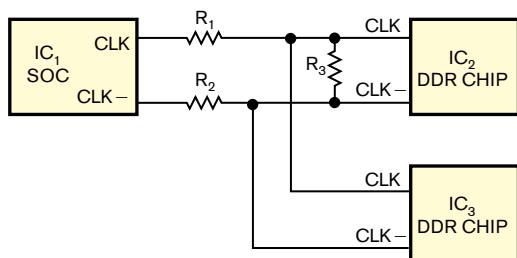 IC₁
SOC
CLK
CLK–
R₁
R₂
R₃
CLK
CLK–
IC₂
DDR CHIP
CLK
CLK–
IC₃
DDR CHIP